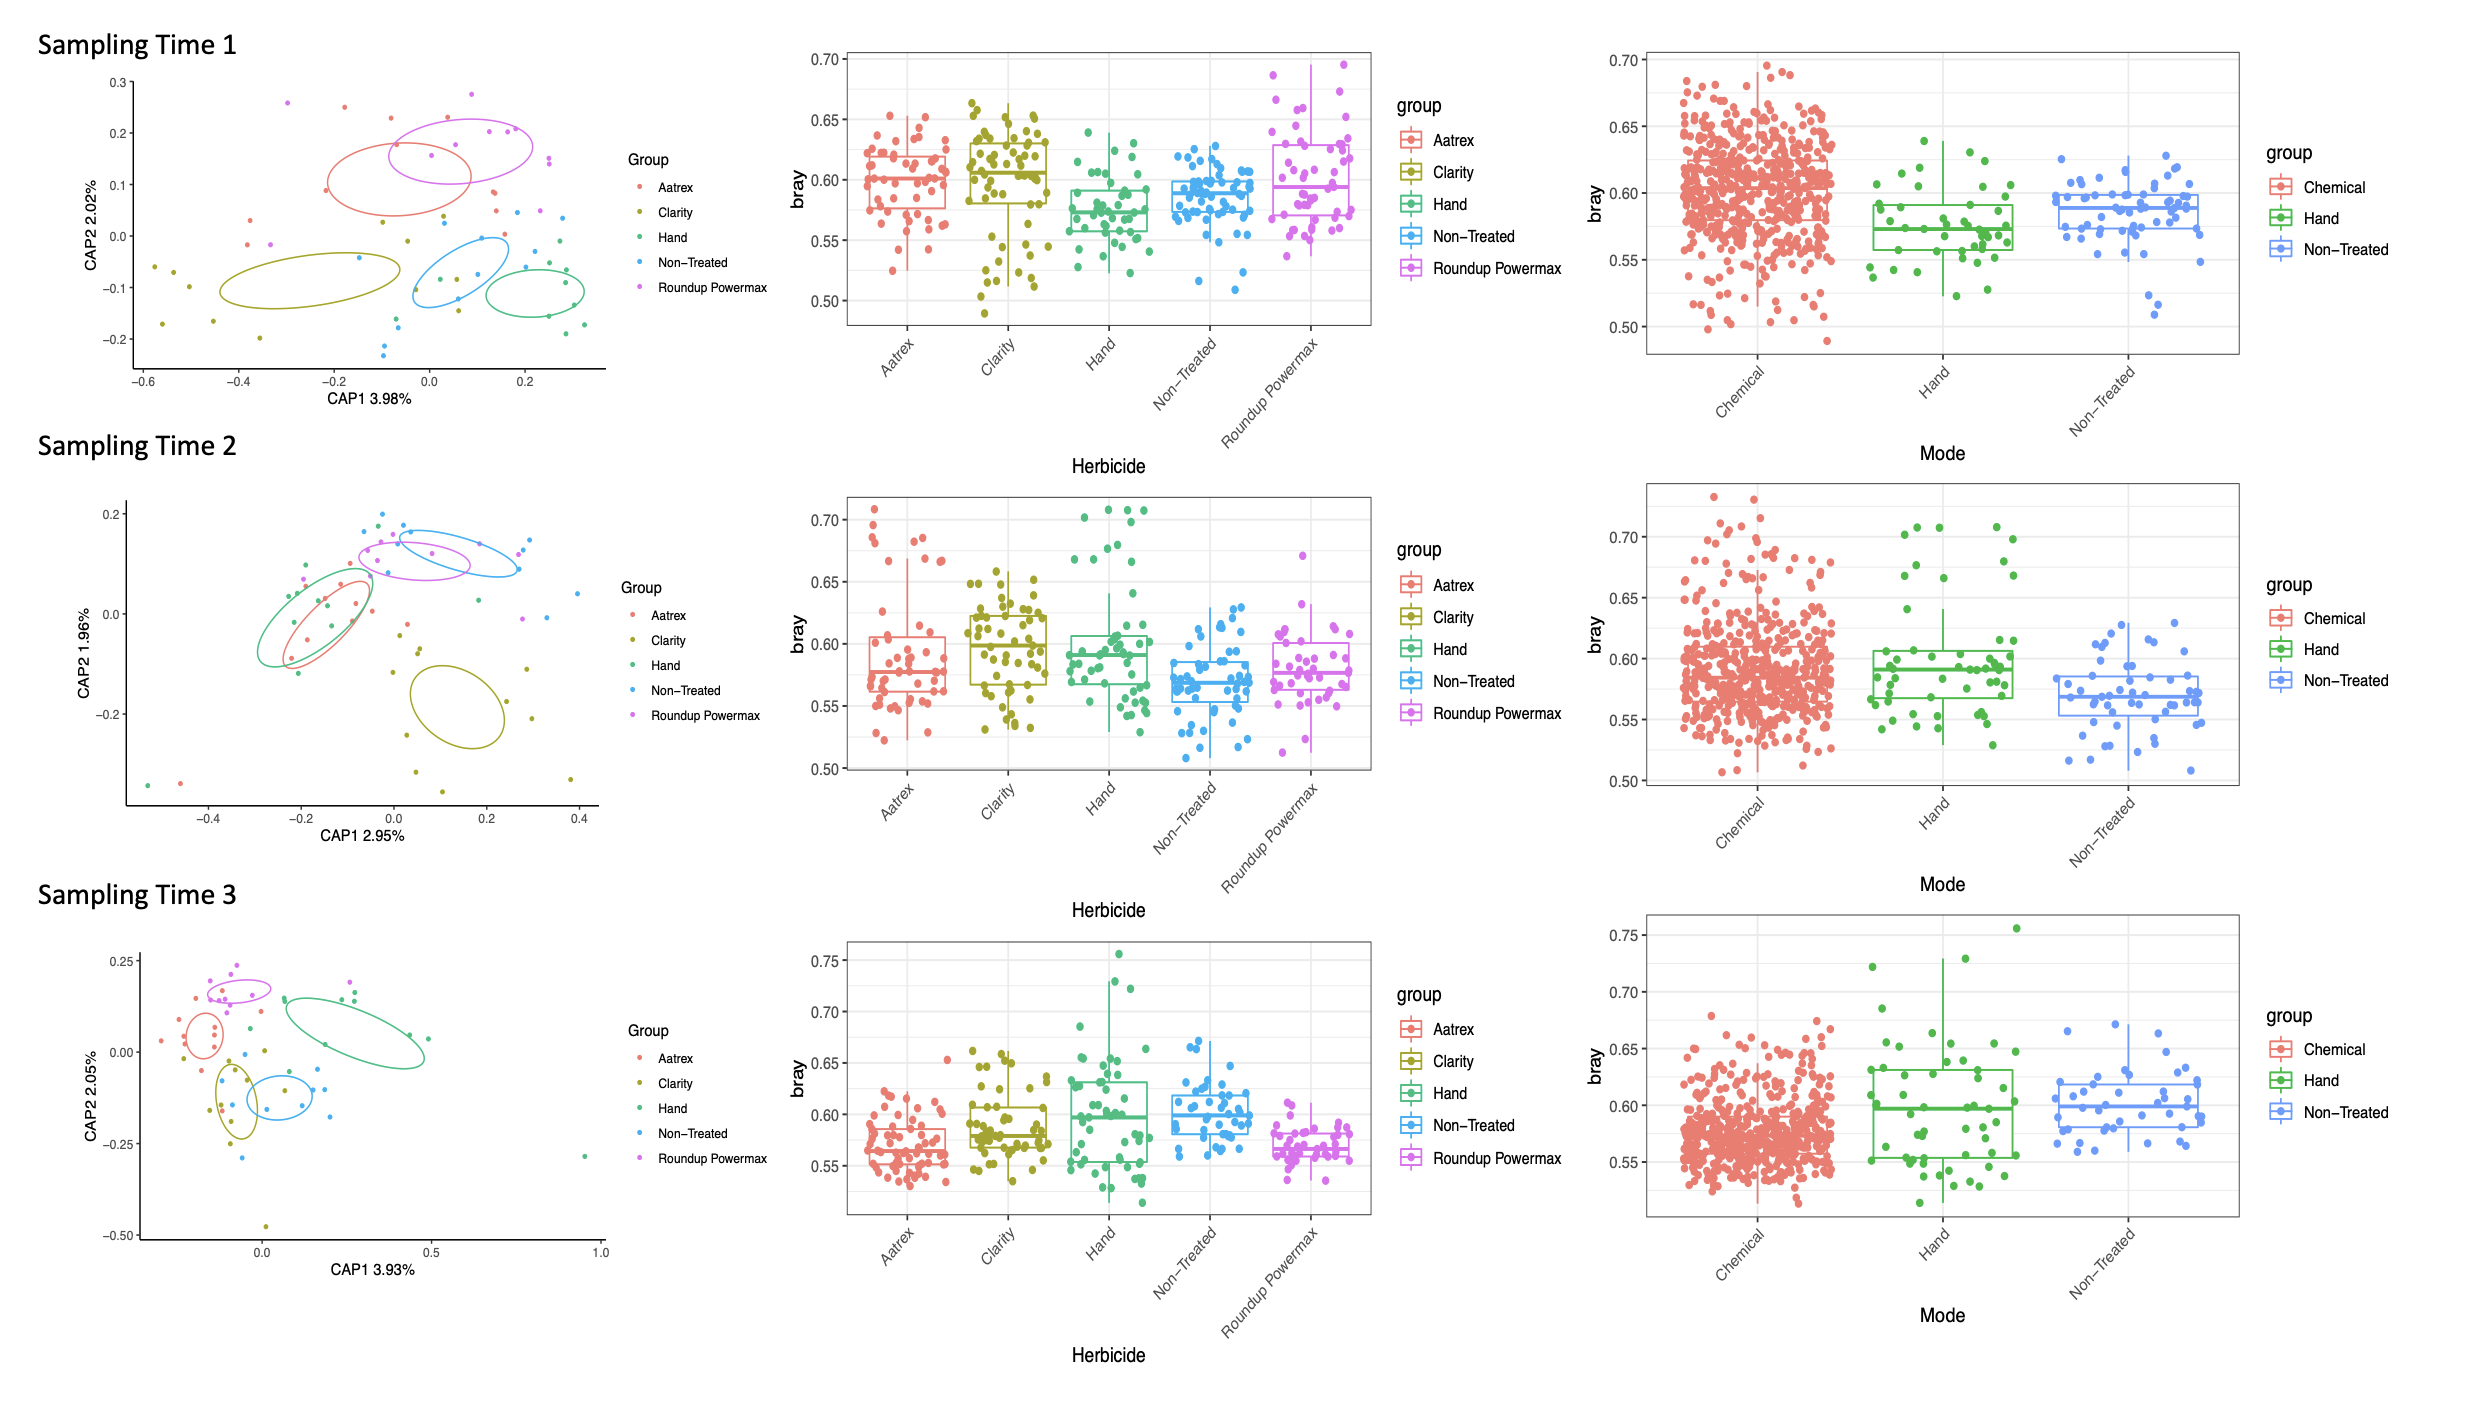 Sampling Time 1
0.3
0.2
0.1
0.0
−0.1
−0.2
CAP2 2.02%
−0.6
−0.4
−0.2
0.0
0.2
CAP1 3.98%
Group
Aatrex
Clarity
Hand
Non−Treated
Roundup Powermax
0.70
0.65
0.60
0.55
0.50
bray
Aatrex
Clarity
Hand
Non−Treated
Roundup Powermax
Herbicide
group
Aatrex
Clarity
Hand
Non−Treated
Roundup Powermax
0.70
0.65
0.60
0.55
0.50
bray
Chemical
Hand
Non−Treated
Mode
group
Chemical
Hand
Non−Treated
Sampling Time 2
0.2
0.0
−0.2
CAP2 1.96%
−0.4
−0.2
0.0
0.2
0.4
CAP1 2.95%
Group
Aatrex
Clarity
Hand
Non−Treated
Roundup Powermax
0.70
0.65
0.60
0.55
0.50
bray
Aatrex
Clarity
Hand
Non−Treated
Roundup Powermax
Herbicide
group
Aatrex
Clarity
Hand
Non−Treated
Roundup Powermax
0.70
0.65
0.60
0.55
0.50
bray
Chemical
Hand
Non−Treated
Mode
group
Chemical
Hand
Non−Treated
Sampling Time 3
0.25
0.00
−0.25
−0.50
CAP2 2.05%
0.0
0.5
1.0
CAP1 3.93%
Group
Aatrex
Clarity
Hand
Non−Treated
Roundup Powermax
0.75
0.70
0.65
0.60
0.55
bray
Aatrex
Clarity
Hand
Non−Treated
Roundup Powermax
Herbicide
group
Aatrex
Clarity
Hand
Non−Treated
Roundup Powermax
0.75
0.70
0.65
0.60
0.55
bray
Chemical
Hand
Non−Treated
Mode
group
Chemical
Hand
Non−Treated